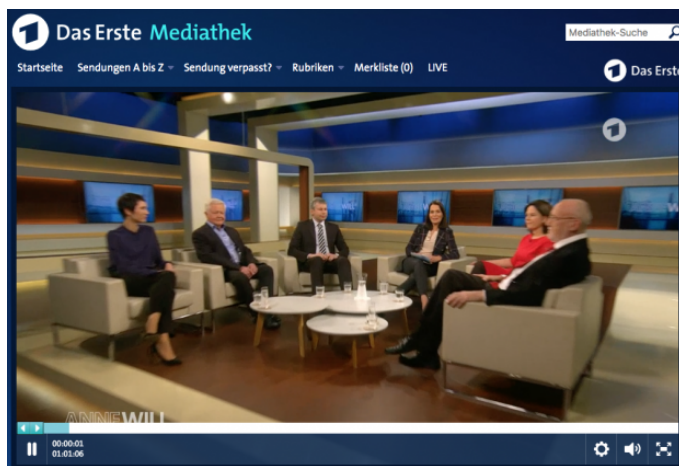 Das Erste Mediathek
Mediathek-Suche
Startseite Sendungen A bis Z Sendung verpasst? Rubriken Merkliste (0) LIVE
Das Erste
ANNE WILL
00:00:01
01:01:06